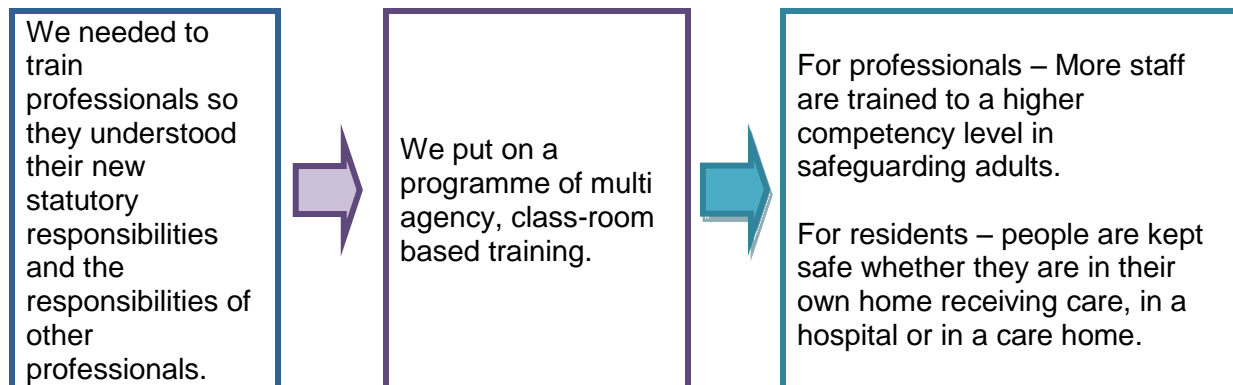 We needed to
train
professionals so
they understood
their new
statutory
responsibilities
and the
responsibilities of
other
professionals.
We put on a
programme of multi
agency, class-room
based training.
For professionals – More staff
are trained to a higher
competency level in
safeguarding adults.
For residents – people are kept
safe whether they are in their
own home receiving care, in a
hospital or in a care home.